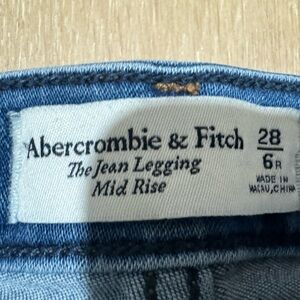 Abercrombie & Fitch
The Jean Legging
Mid Rise
28
6R
MADE IN
MACAU, CHINA